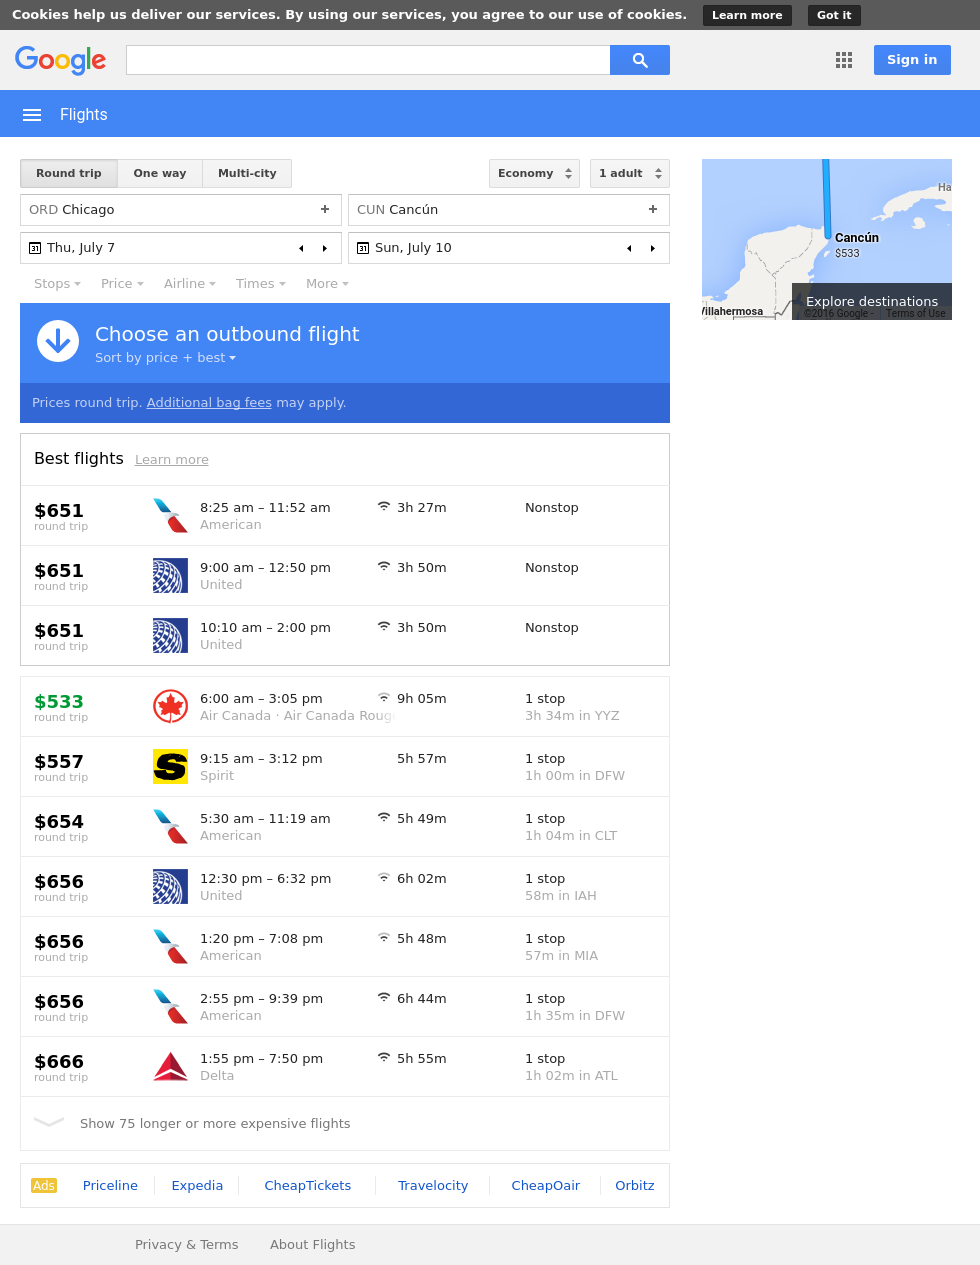 Cookies help us deliver our services. By using our services, you agree to our use of cookies. Learn more Got it
Google Sign in
Flights
Round trip One way Multi-city Economy 1 adult
ORD Chicago + CUN Cancún +
31 Thu, July 7 31 Sun, July 10
Stops Price Airline Times More
Choose an outbound flight
Sort by price + best
Prices round trip. Additional bag fees may apply.
Ha
Cancún
$533
Explore destinations
Villahermosa
©2016 Google - Terms of Use
Best flights Learn more
$651 8:25 am – 11:52 am 3h 27m Nonstop
round trip American
$651 9:00 am – 12:50 pm 3h 50m Nonstop
round trip United
$651 10:10 am – 2:00 pm 3h 50m Nonstop
round trip United
$533 6:00 am – 3:05 pm 9h 05m 1 stop
round trip Air Canada · Air Canada Rouge 3h 34m in YYZ
$557 9:15 am – 3:12 pm 5h 57m 1 stop
round trip Spirit 1h 00m in DFW
$654 5:30 am – 11:19 am 5h 49m 1 stop
round trip American 1h 04m in CLT
$656 12:30 pm – 6:32 pm 6h 02m 1 stop
round trip United 58m in IAH
$656 1:20 pm – 7:08 pm 5h 48m 1 stop
round trip American 57m in MIA
$656 2:55 pm – 9:39 pm 6h 44m 1 stop
round trip American 1h 35m in DFW
$666 1:55 pm – 7:50 pm 5h 55m 1 stop
round trip Delta 1h 02m in ATL
Show 75 longer or more expensive flights
Ads Priceline Expedia CheapTickets Travelocity CheapOair Orbitz
Privacy & Terms About Flights